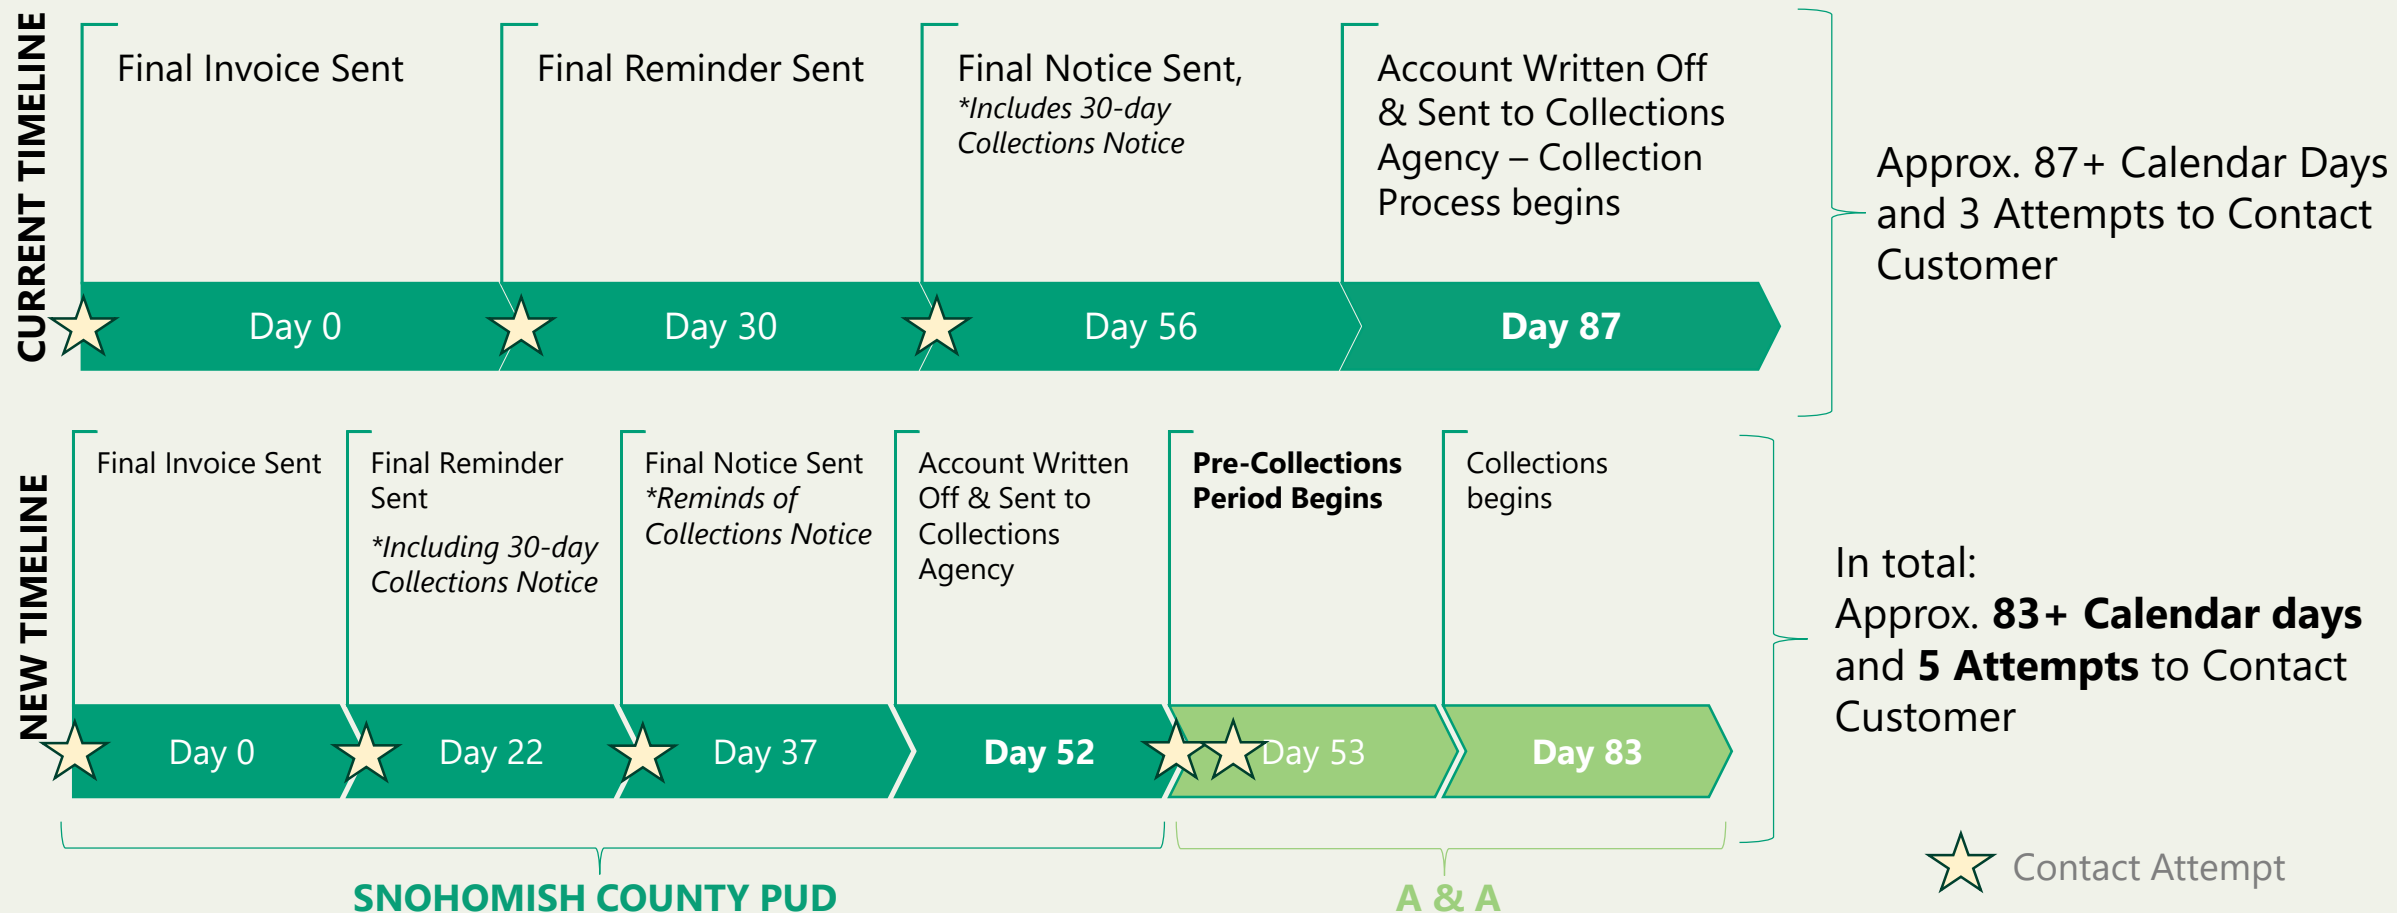 CURRENT TIMELINE
Final Invoice Sent
Final Reminder Sent
Final Notice Sent,
*Includes 30-day
Collections Notice
Account Written Off
& Sent to Collections
Agency – Collection
Process begins
Day 0
Day 30
Day 56
Day 87
Approx. 87+ Calendar Days
and 3 Attempts to Contact
Customer
NEW TIMELINE
Final Invoice Sent
Final Reminder
Sent
*Including 30-day
Collections Notice
Final Notice Sent
*Reminds of
Collections Notice
Account Written
Off & Sent to
Collections
Agency
Pre-Collections
Period Begins
Collections
begins
Day 0
Day 22
Day 37
Day 52
Day 53
Day 83
In total:
Approx. 83+ Calendar days
and 5 Attempts to Contact
Customer
SNOHOMISH COUNTY PUD
A & A
Contact Attempt